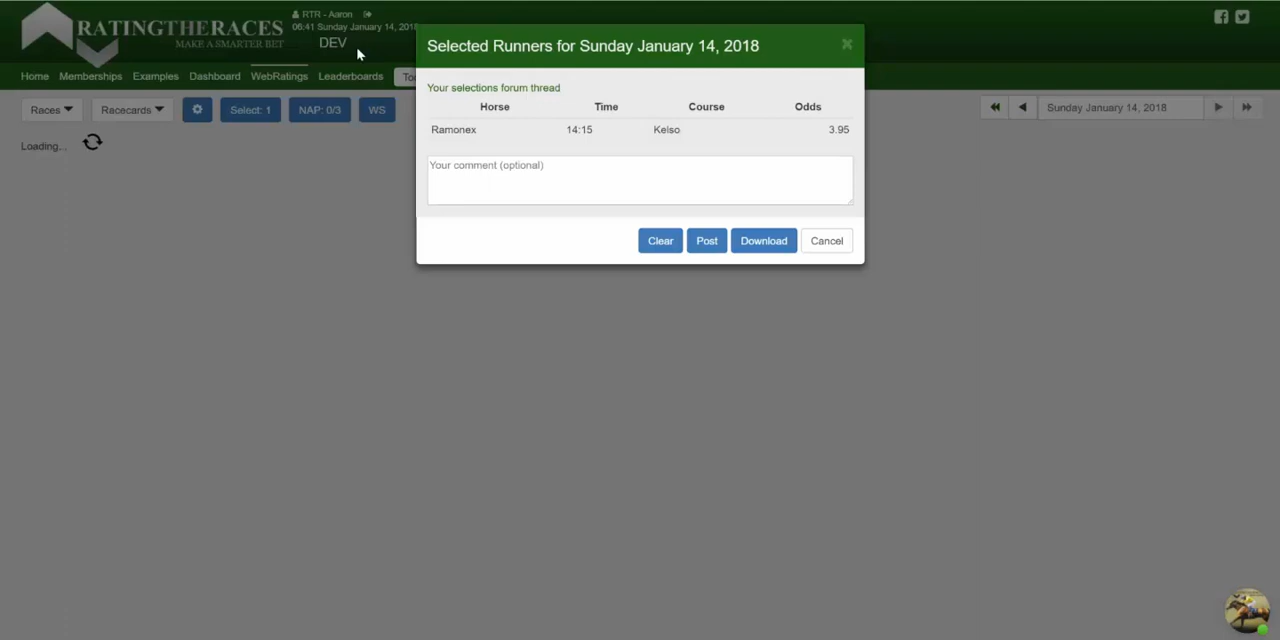 RATINGTHERACES
MAKE A SMARTER BET
RTR - Aaron
06:41 Sunday January 14, 2018
DEV
Home Memberships Examples Dashboard WebRatings Leaderboards
Races Racecards Select: 1 NAP: 0/3 WS
Sunday January 14, 2018
Loading...
Selected Runners for Sunday January 14, 2018
Your selections forum thread
Horse Time Course Odds
Ramonex 14:15 Kelso 3.95
Your comment (optional)
Clear Post Download Cancel